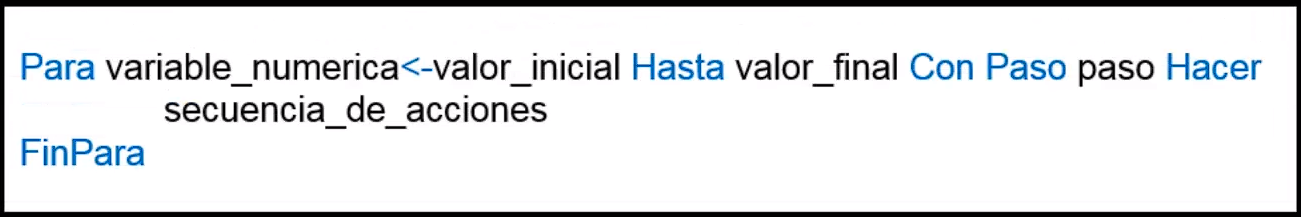 Para variable_numerica<-valor_inicial Hasta valor_final Con Paso paso Hacer
secuencia_de_acciones
FinPara